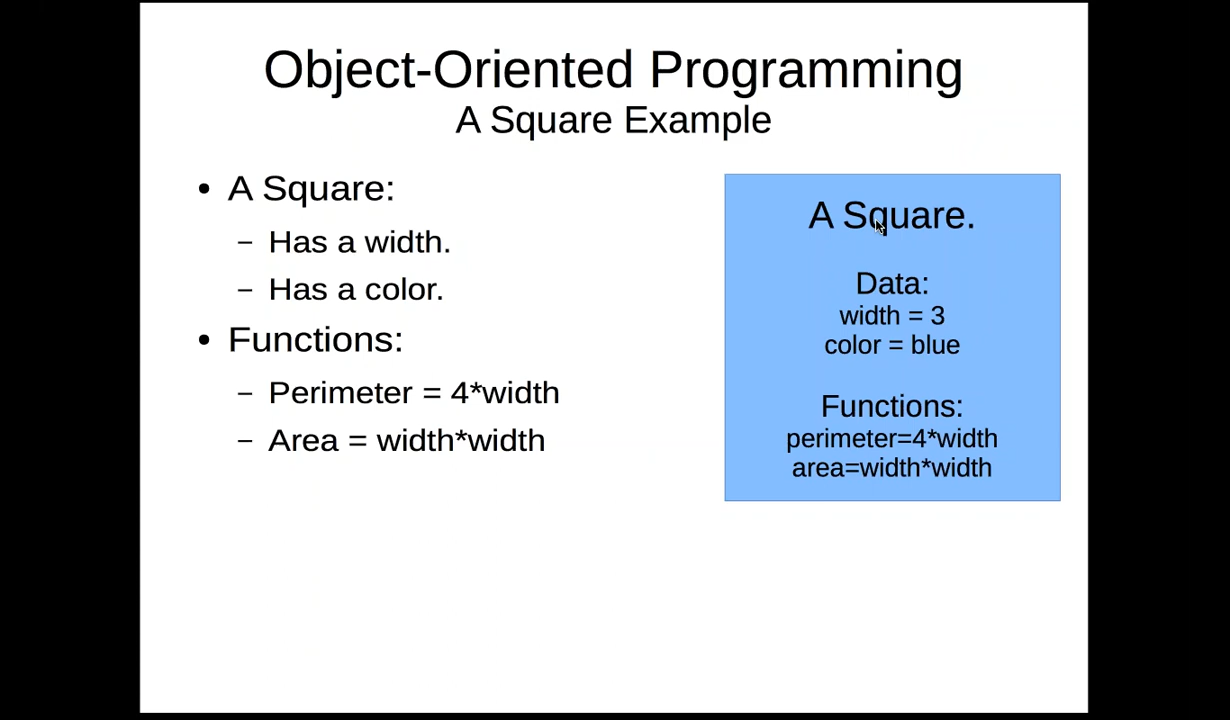 Object-Oriented Programming
A Square Example
• A Square:
– Has a width.
– Has a color.
• Functions:
– Perimeter = 4*width
– Area = width*width
A Square.
Data:
width = 3
color = blue
Functions:
perimeter=4*width
area=width*width